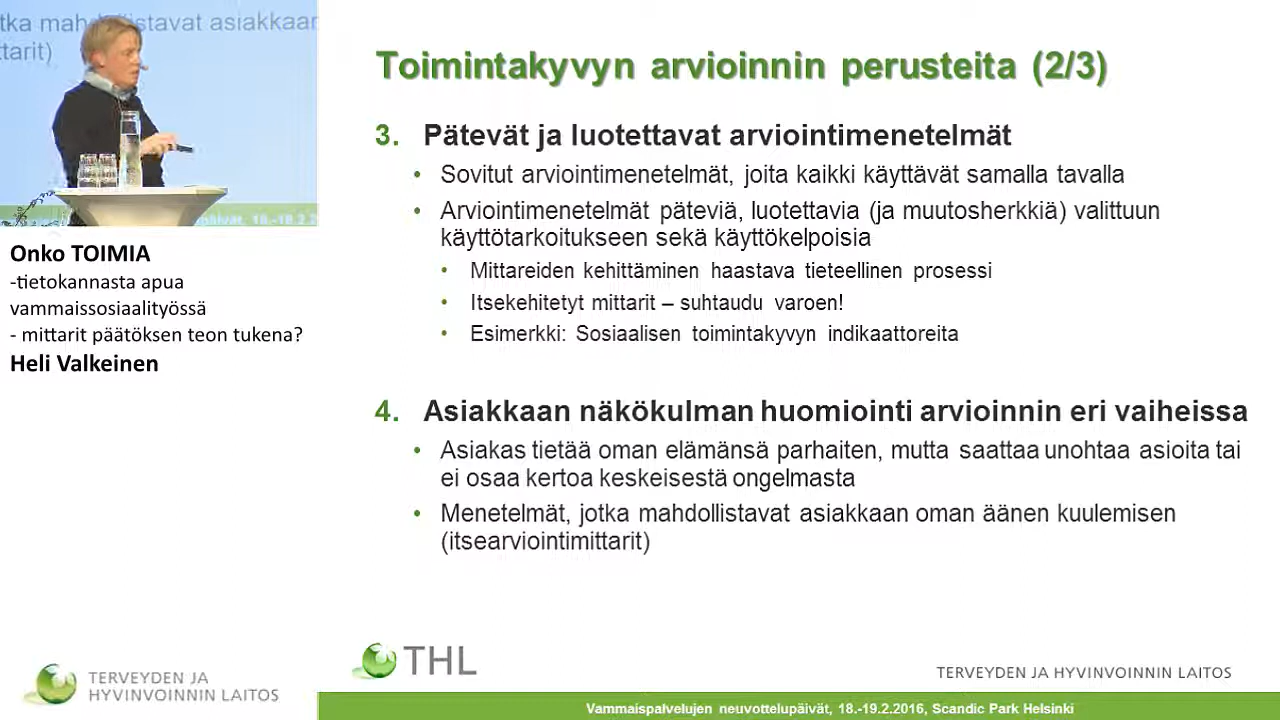 tka mahdollistavat asiakkaan
tarit)
päivät, 18.-19.2
Onko TOIMIA
-tietokannasta apua
vammaissosiaalityössä
- mittarit päätöksen teon tukena?
Heli Valkeinen
TERVEYDEN JA
HYVINVOINNIN LAITOS
Toimintakyvyn arvioinnin perusteita (2/3)
3. Pätevät ja luotettavat arviointimenetelmät
• Sovitut arviointimenetelmät, joita kaikki käyttävät samalla tavalla
• Arviointimenetelmät päteviä, luotettavia (ja muutosherkkiä) valittuun
käyttötarkoitukseen sekä käyttökelpoisia
• Mittareiden kehittäminen haastava tieteellinen prosessi
• Itsekehitetyt mittarit – suhtaudu varoen!
• Esimerkki: Sosiaalisen toimintakyvyn indikaattoreita
4. Asiakkaan näkökulman huomiointi arvioinnin eri vaiheissa
• Asiakas tietää oman elämänsä parhaiten, mutta saattaa unohtaa asioita tai
ei osaa kertoa keskeisestä ongelmasta
• Menetelmät, jotka mahdollistavat asiakkaan oman äänen kuulemisen
(itsearviointimittarit)
THL
TERVEYDEN JA HYVINVOINNIN LAITOS
Vammaispalvelujen neuvottelupäivät, 18.-19.2.2016, Scandic Park Helsinki